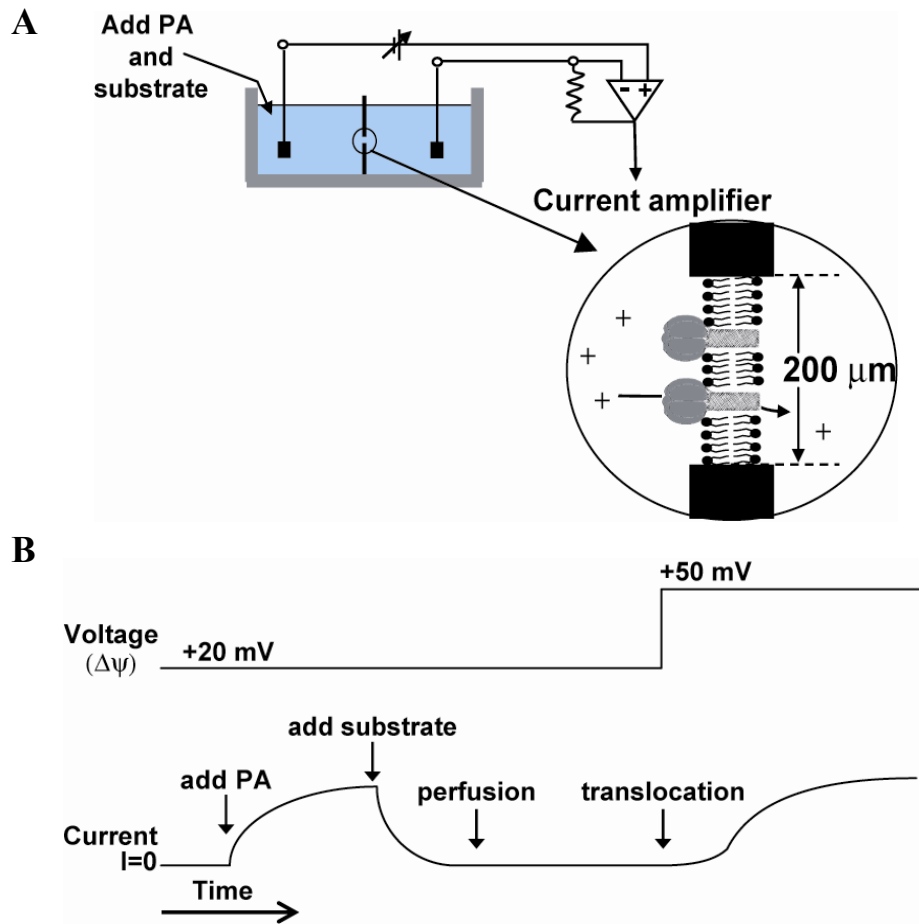 A
Add PA
and
substrate
- +
Current amplifier
+
+
+
+
200 μm
B
+50 mV
Voltage
(Δψ)
+20 mV
add substrate
add PA
perfusion
translocation
Current
I=0
Time